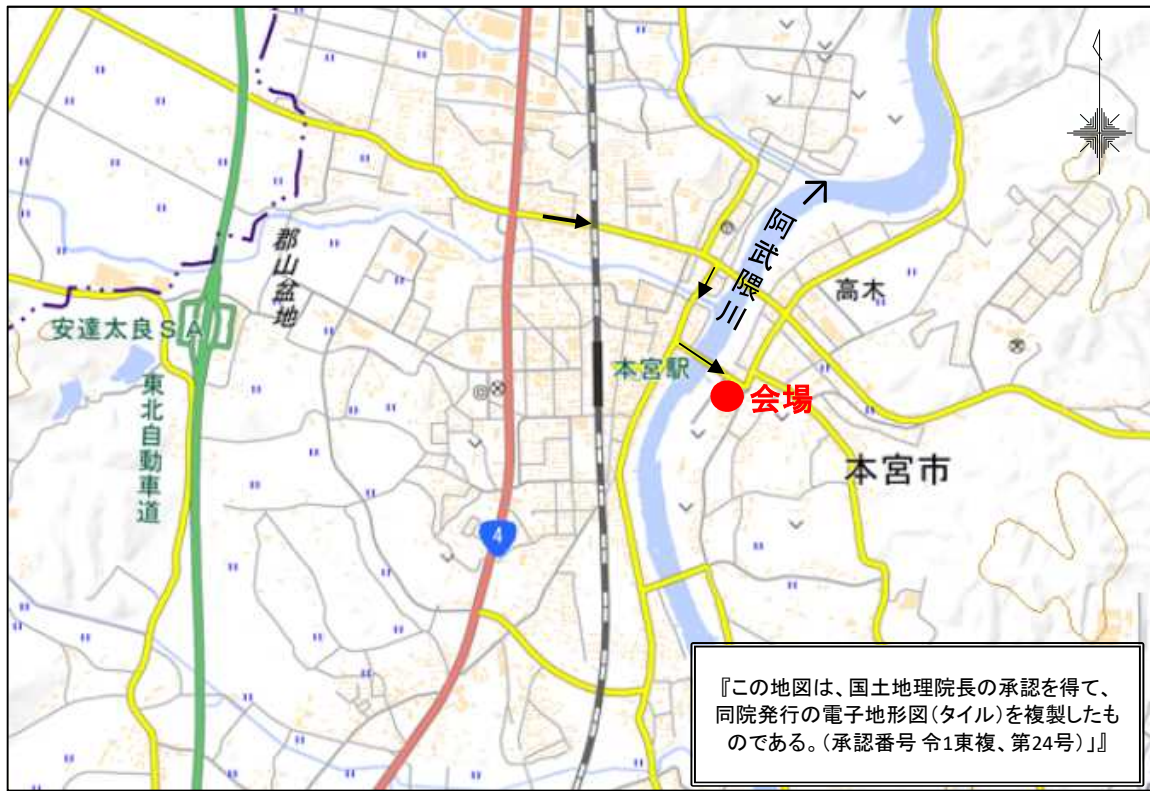 阿武隈川
郡山盆地
高木
安達太良SA
本宮駅
東北自動車道
会場
本宮市
4
『この地図は、国土地理院長の承認を得て、
同院発行の電子地形図(タイル)を複製したも
のである。(承認番号 令1東複、第24号)」』